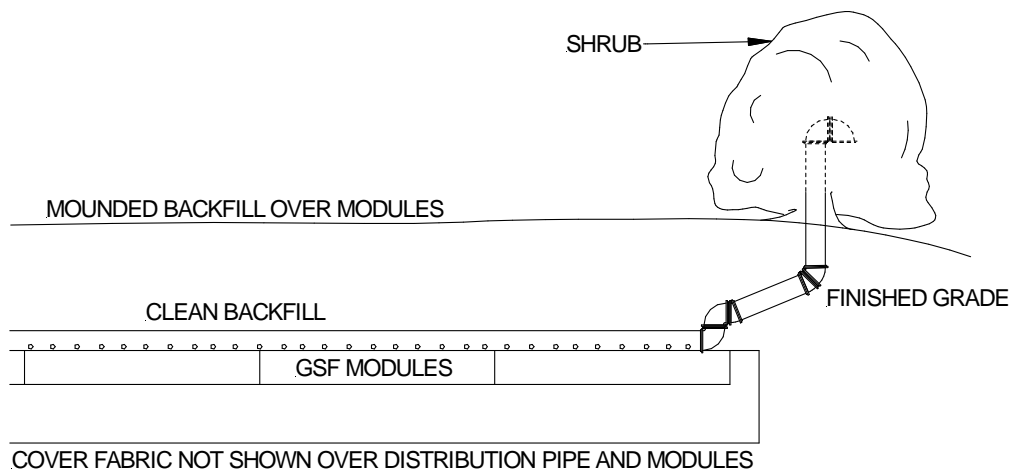 SHRUB
MOUNDED BACKFILL OVER MODULES
FINISHED GRADE
CLEAN BACKFILL
GSF MODULES
COVER FABRIC NOT SHOWN OVER DISTRIBUTION PIPE AND MODULES